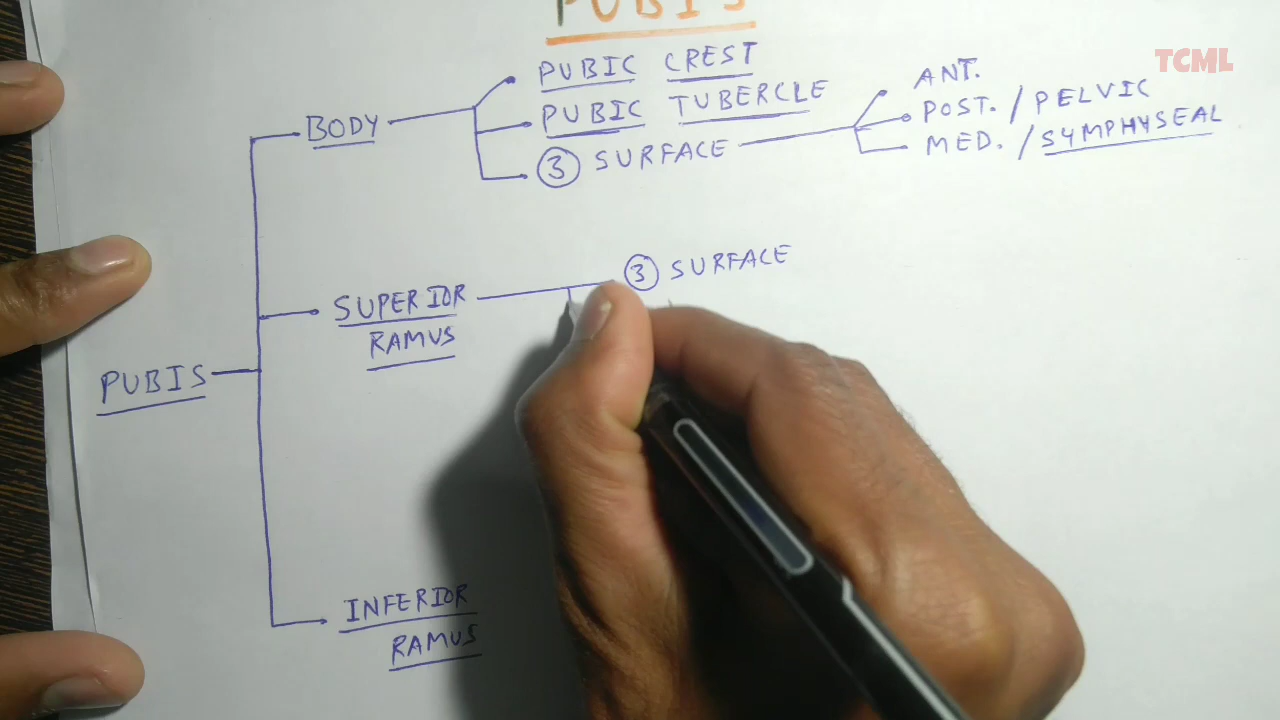 PUBIS
TCML
PUBIC CREST
PUBIC TUBERCLE
③ SURFACE
BODY
ANT.
POST. / PELVIC
MED. / SYMPHYSEAL
③ SURFACE
SUPERIOR
RAMUS
PUBIS
INFERIOR
RAMUS